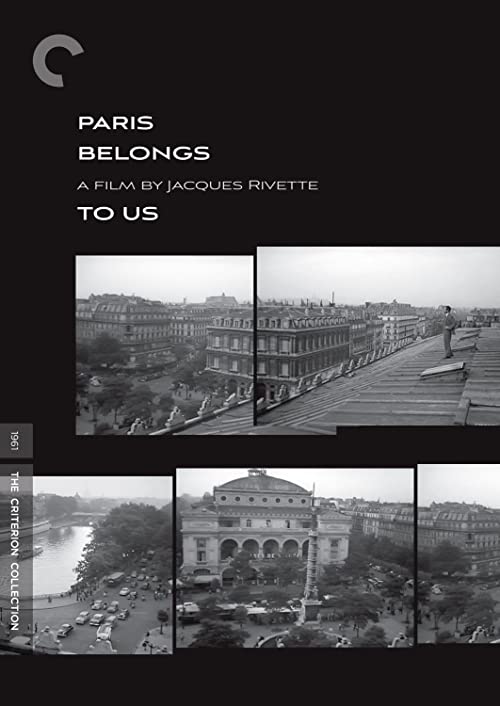 PARIS
BELONGS
A FILM BY JACQUES RIVETTE
TO US
1961
THE CRITERION COLLECTION